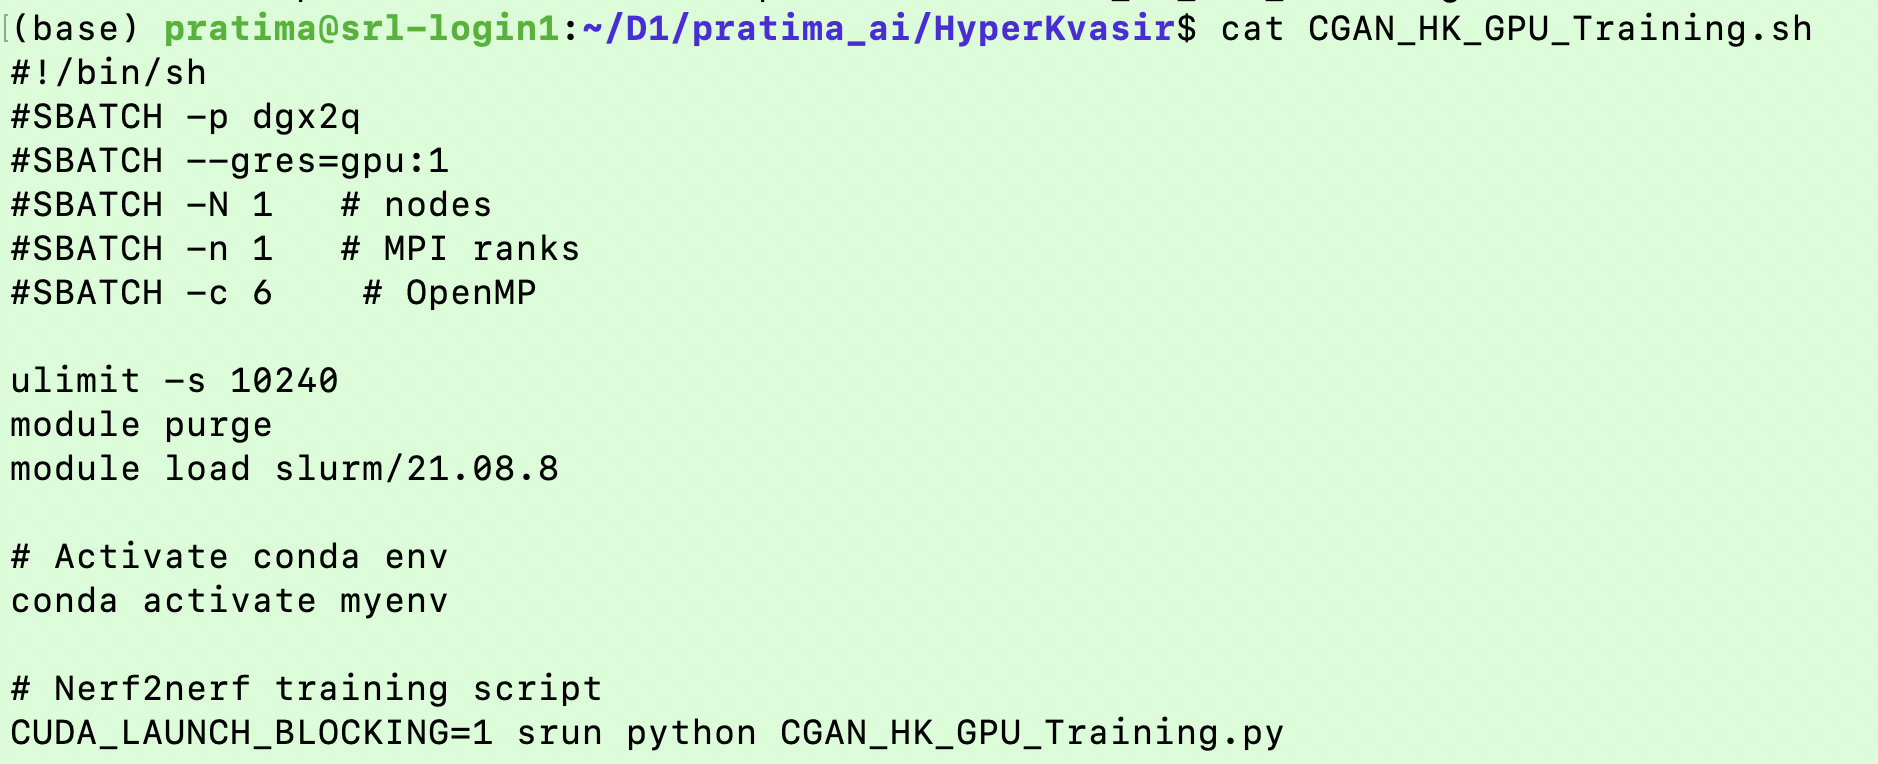 (base) pratima@srl-login1:~/D1/pratima_ai/HyperKvasir$ cat CGAN_HK_GPU_Training.sh
#!/bin/sh
#SBATCH -p dgx2q
#SBATCH --gres=gpu:1
#SBATCH -N 1   # nodes
#SBATCH -n 1   # MPI ranks
#SBATCH -c 6    # OpenMP

ulimit -s 10240
module purge
module load slurm/21.08.8

# Activate conda env
conda activate myenv

# Nerf2nerf training script
CUDA_LAUNCH_BLOCKING=1 srun python CGAN_HK_GPU_Training.py